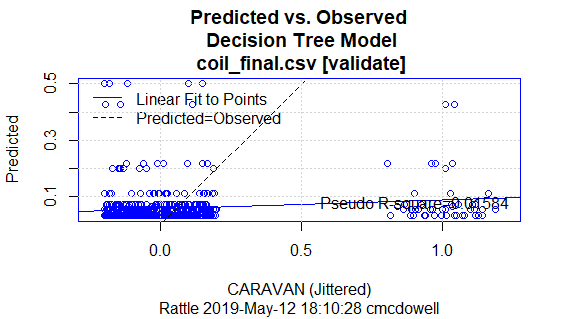 Predicted vs. Observed
Decision Tree Model
coil_final.csv [validate]
Predicted
0.5
0.3
0.1
Linear Fit to Points
Predicted=Observed
Pseudo R-square=0.01584
0.0 0.5 1.0
CARAVAN (Jittered)
Rattle 2019-May-12 18:10:28 cmcdowell